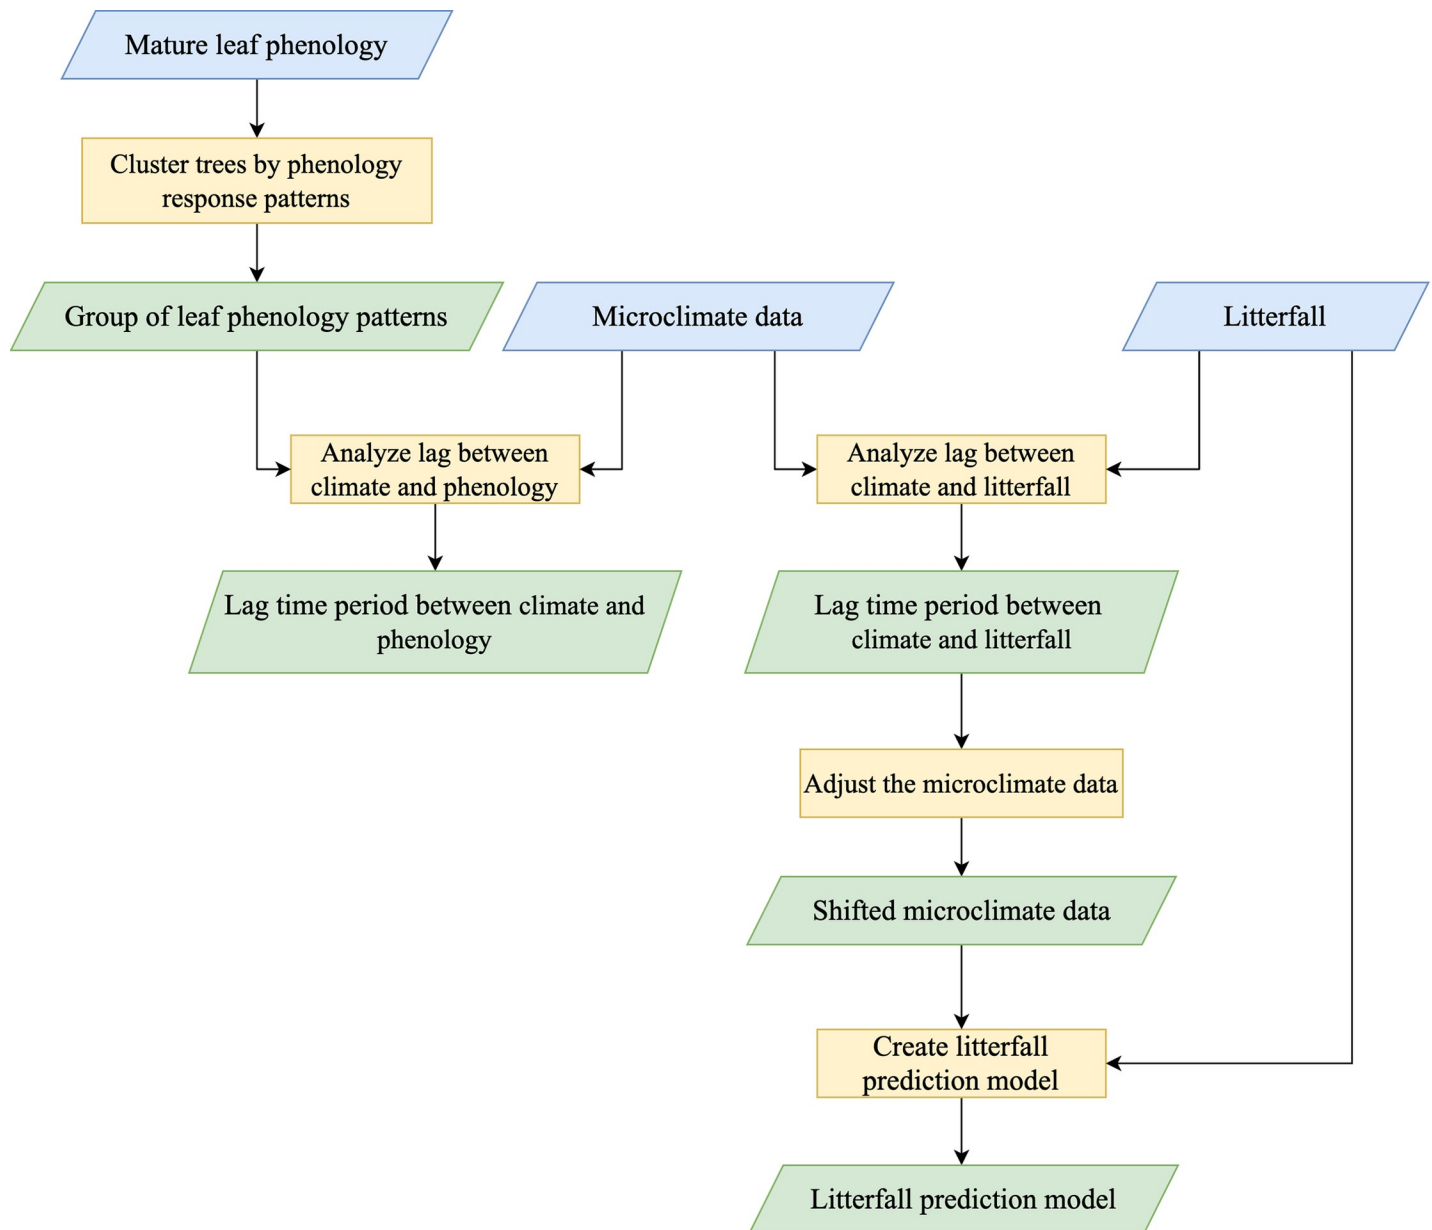 Mature leaf phenology
Cluster trees by phenology
response patterns
Group of leaf phenology patterns
Microclimate data
Litterfall
Analyze lag between
climate and phenology
Analyze lag between
climate and litterfall
Lag time period between climate and
phenology
Lag time period between
climate and litterfall
Adjust the microclimate data
Shifted microclimate data
Create litterfall
prediction model
Litterfall prediction model